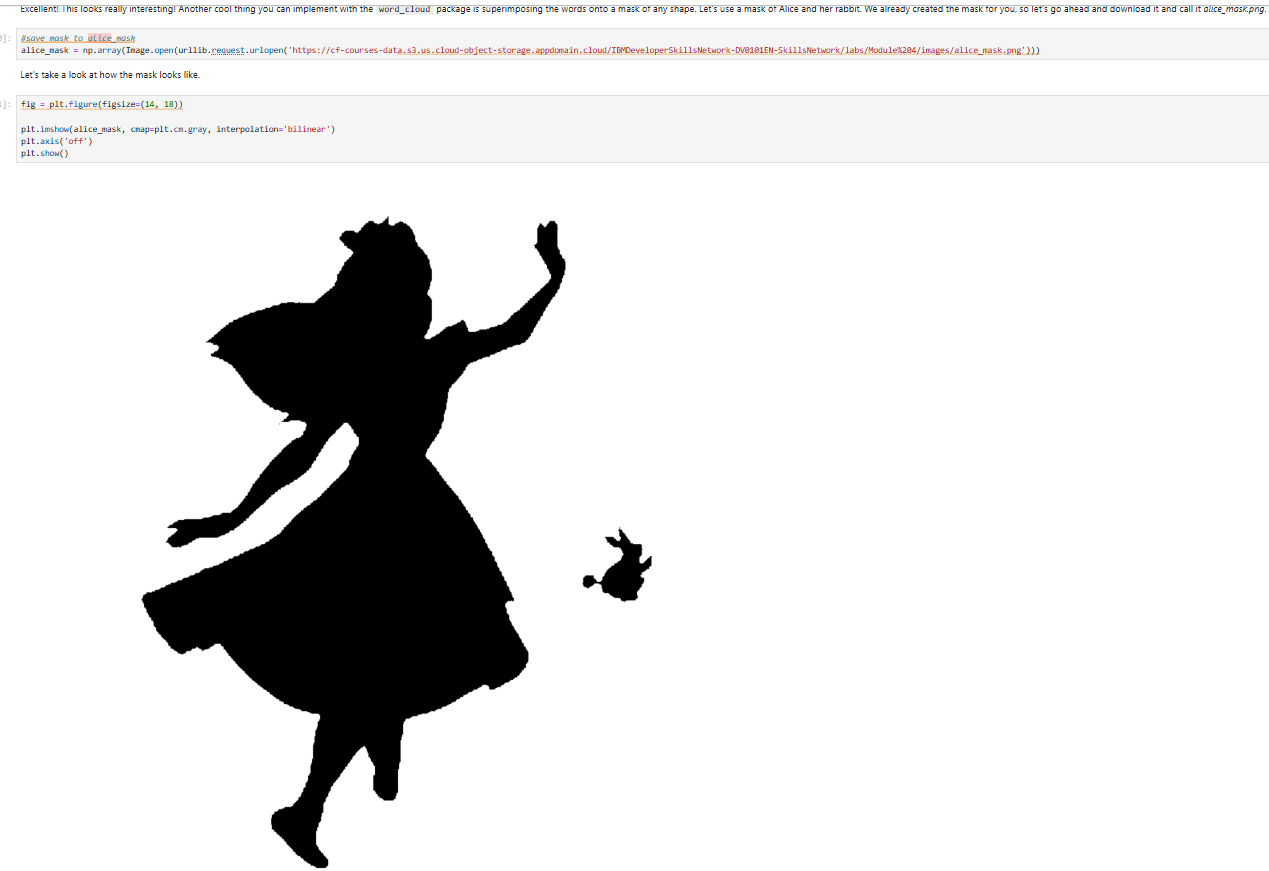 Excellent! This looks really interesting! Another cool thing you can implement with the word_cloud package is superimposing the words onto a mask of any shape. Let's use a mask of Alice and her rabbit. We already created the mask for you, so let's go ahead and download it and call it alice_mask.png.
]:
#save mask to alice_mask
alice_mask = np.array(Image.open(urllib.request.urlopen('https://cf-courses-data.s3.us.cloud-object-storage.appdomain.cloud/IBMDeveloperSkillsNetwork-DV0101EN-SkillsNetwork/labs/Module%204/images/alice_mask.png')))
Let's take a look at how the mask looks like.
]: fig = plt.figure(figsize=(14, 18))
plt.imshow(alice_mask, cmap=plt.cm.gray, interpolation='bilinear')
plt.axis('off')
plt.show()